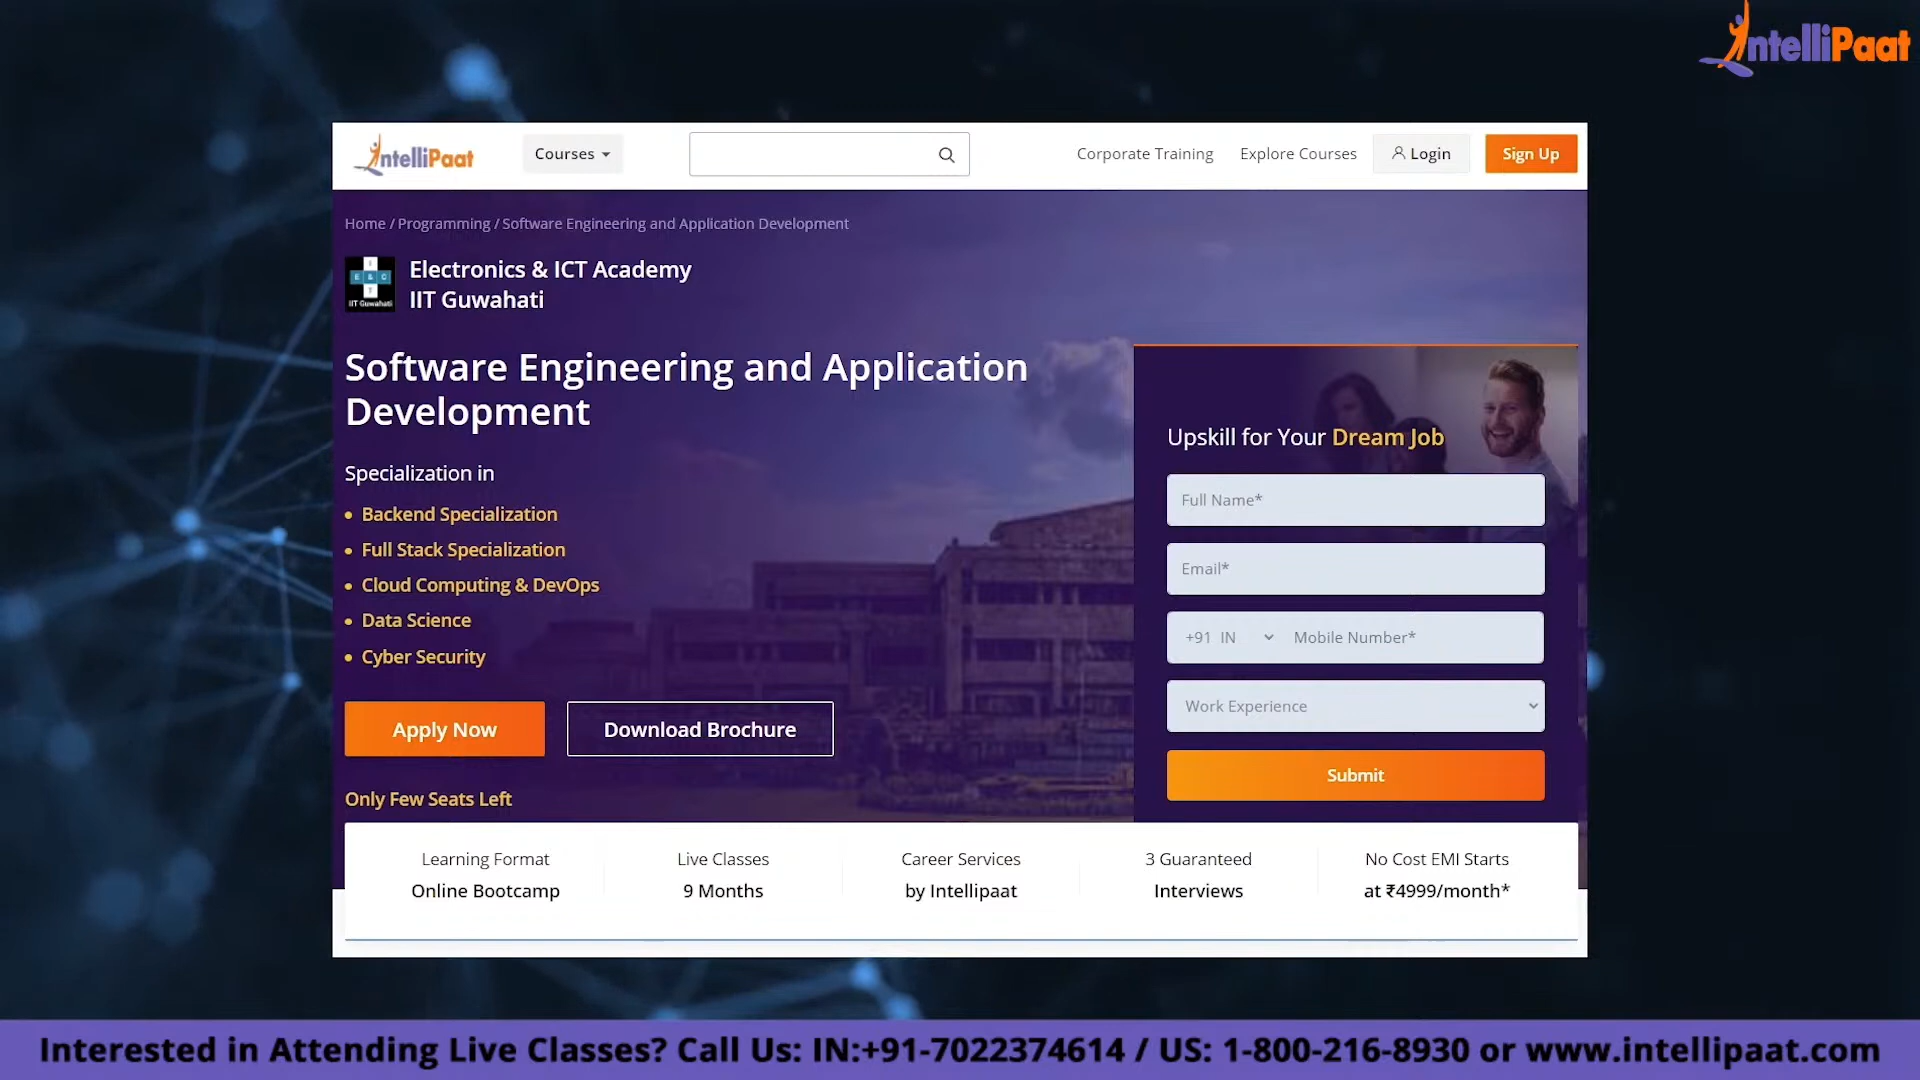 IntelliPaat
IntelliPaat
Courses
Corporate Training
Explore Courses
Login
Sign Up
Home / Programming / Software Engineering and Application Development
I
E & C
T
IIT Guwahati
Electronics & ICT Academy
IIT Guwahati
Software Engineering and Application
Development
Specialization in
Backend Specialization
Full Stack Specialization
Cloud Computing & DevOps
Data Science
Cyber Security
Apply Now
Download Brochure
Only Few Seats Left
Upskill for Your Dream Job
Full Name*
Email*
+91 IN
Mobile Number*
Work Experience
Submit
Learning Format
Online Bootcamp
Live Classes
9 Months
Career Services
by Intellipaat
3 Guaranteed
Interviews
No Cost EMI Starts
at ₹4999/month*
Interested in Attending Live Classes? Call Us: IN:+91-7022374614 / US: 1-800-216-8930 or www.intellipaat.com